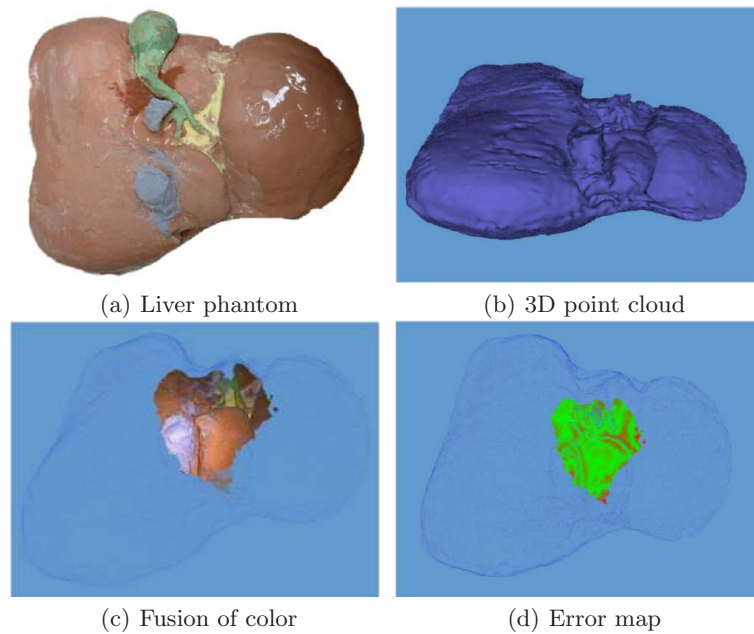 (a) Liver phantom
(b) 3D point cloud
(c) Fusion of color
(d) Error map